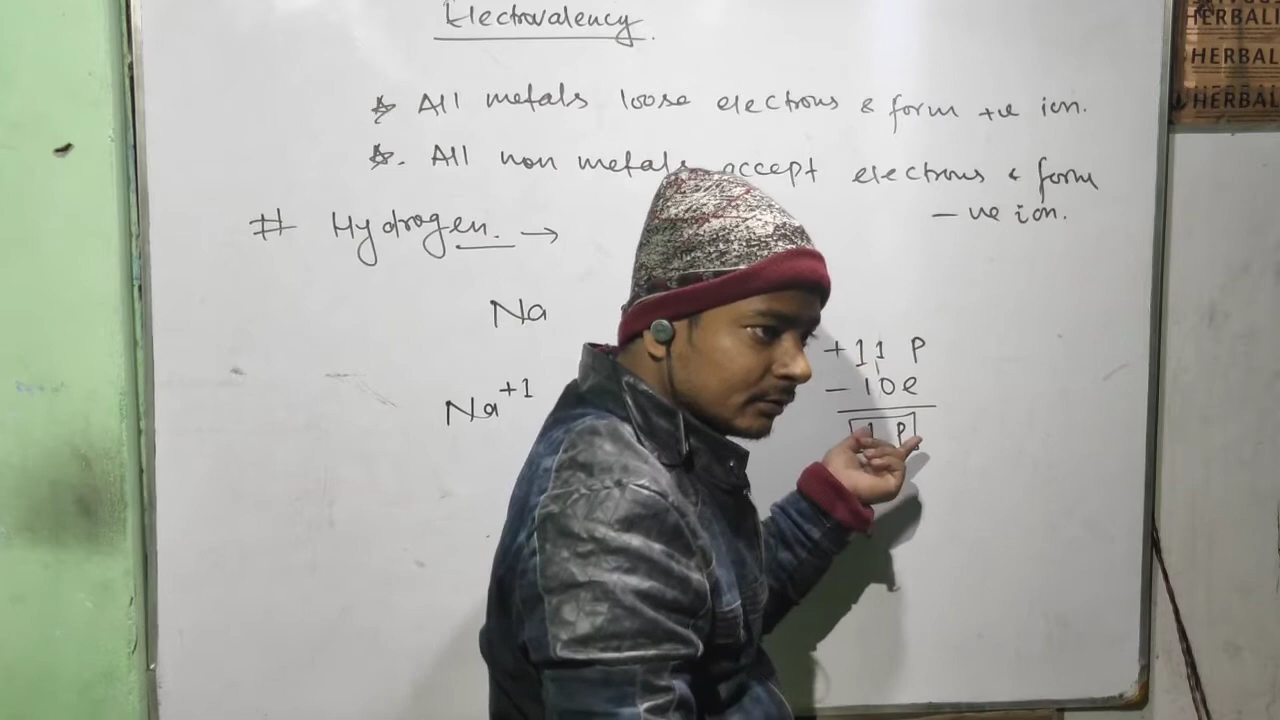 Electrovalency
☆ All metals loose electrons & form +ve ion.
☆. All non metals accept electrons & form
-ve ion.
# Hydrogen. →
Na
+11 P
Na+1
-10e
1 P
HERBAL
HERBAL
HERBAL